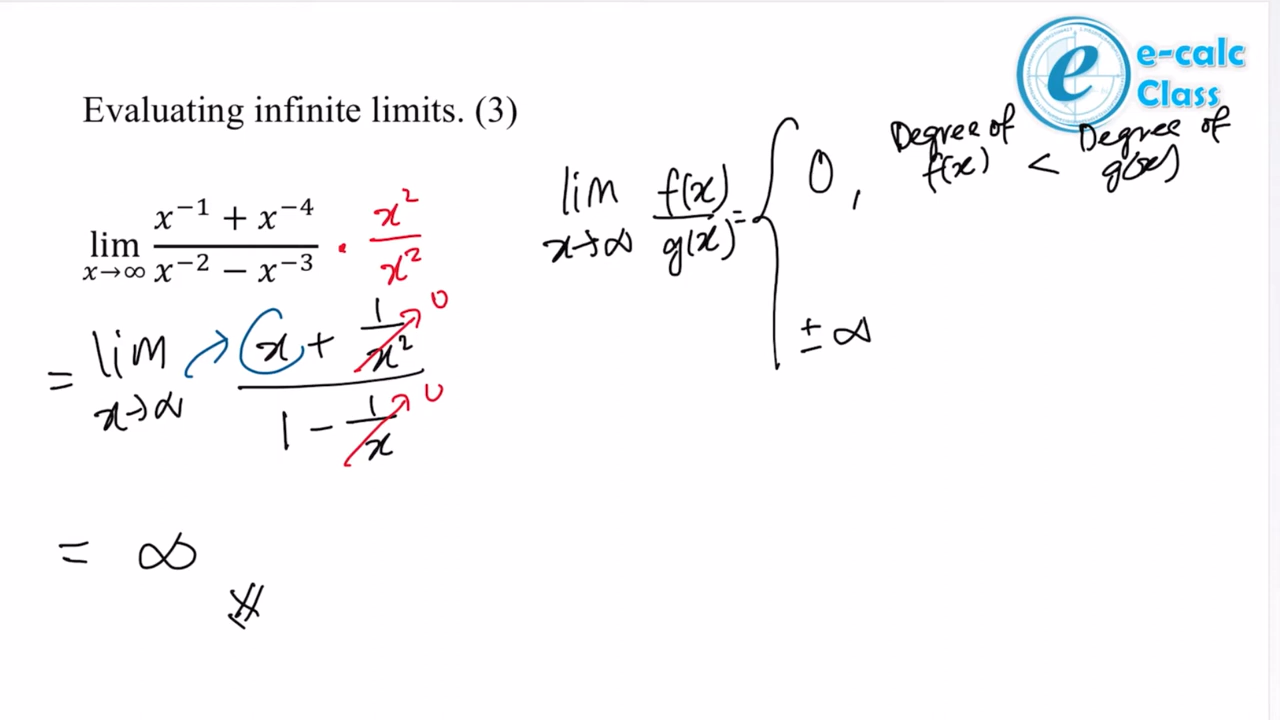 e-calc
Class
Evaluating infinite limits. (3)
lim x→∞ (x⁻¹ + x⁻⁴)/(x⁻² − x⁻³) · x²/x²
= lim x→∞ (x + 1/x² → 0)/(1 − 1/x → 0)
= ∞
lim x→∞ f(x)/g(x) = { 0, Degree of f(x) < Degree of g(x)
± ∞